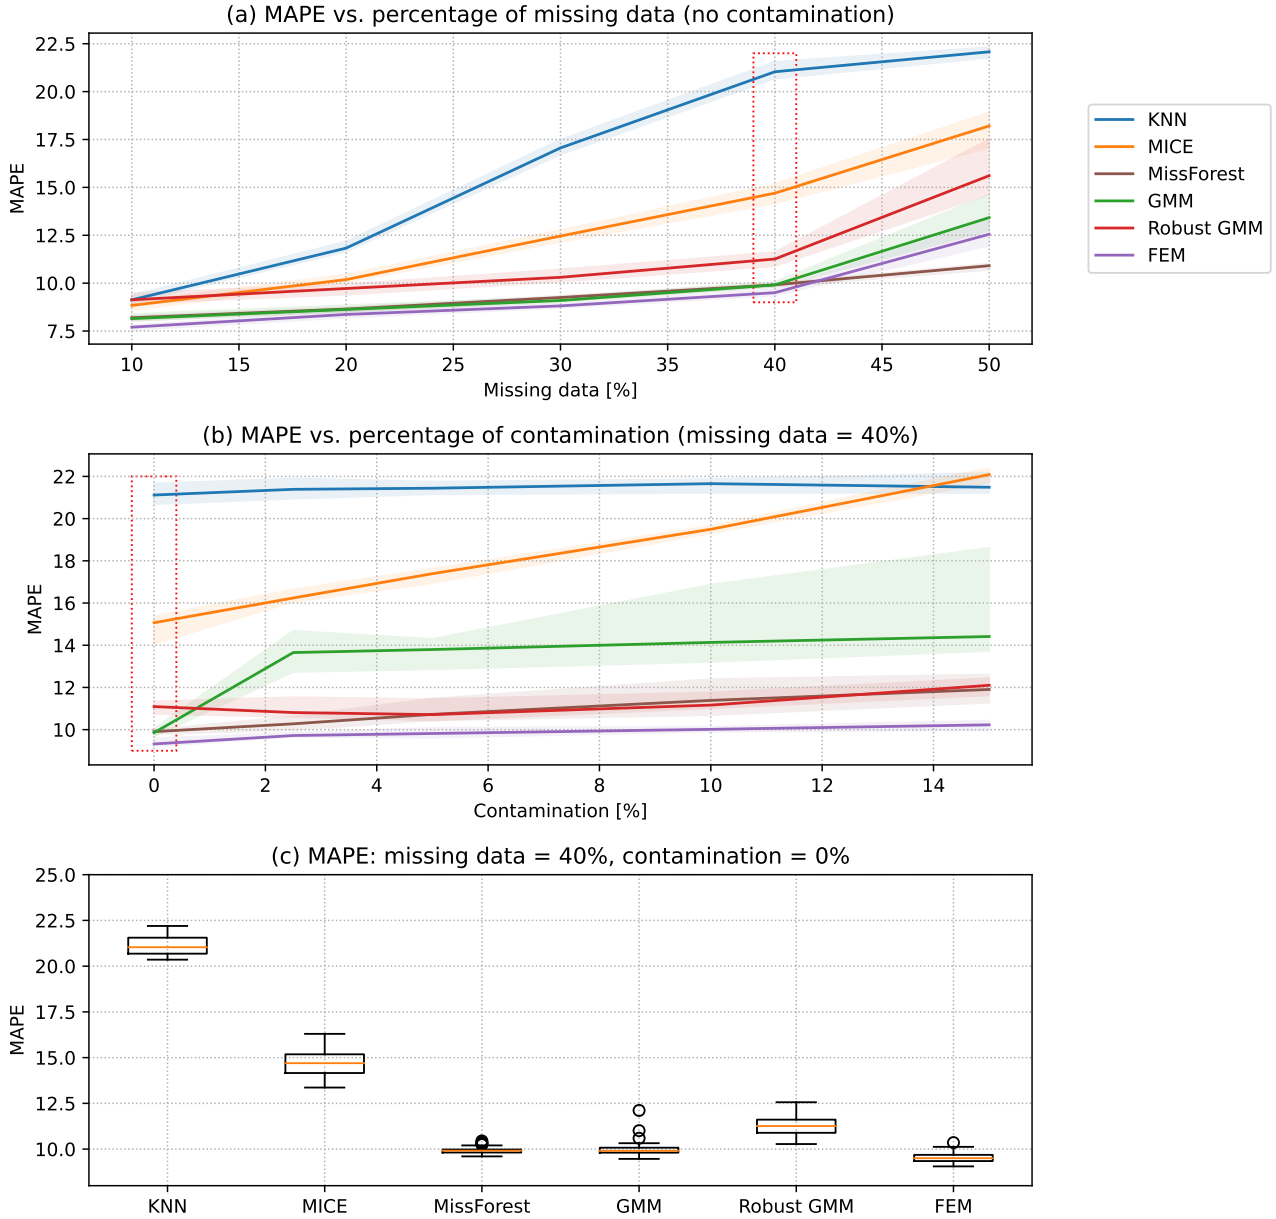 (a) MAPE vs. percentage of missing data (no contamination)
22.5
20.0
17.5
15.0
12.5
10.0
7.5
MAPE
10 15 20 25 30 35 40 45 50
Missing data [%]
KNN
MICE
MissForest
GMM
Robust GMM
FEM
(b) MAPE vs. percentage of contamination (missing data = 40%)
22
20
18
16
14
12
10
MAPE
0 2 4 6 8 10 12 14
Contamination [%]
(c) MAPE: missing data = 40%, contamination = 0%
25.0
22.5
20.0
17.5
15.0
12.5
10.0
MAPE
KNN MICE MissForest GMM Robust GMM FEM